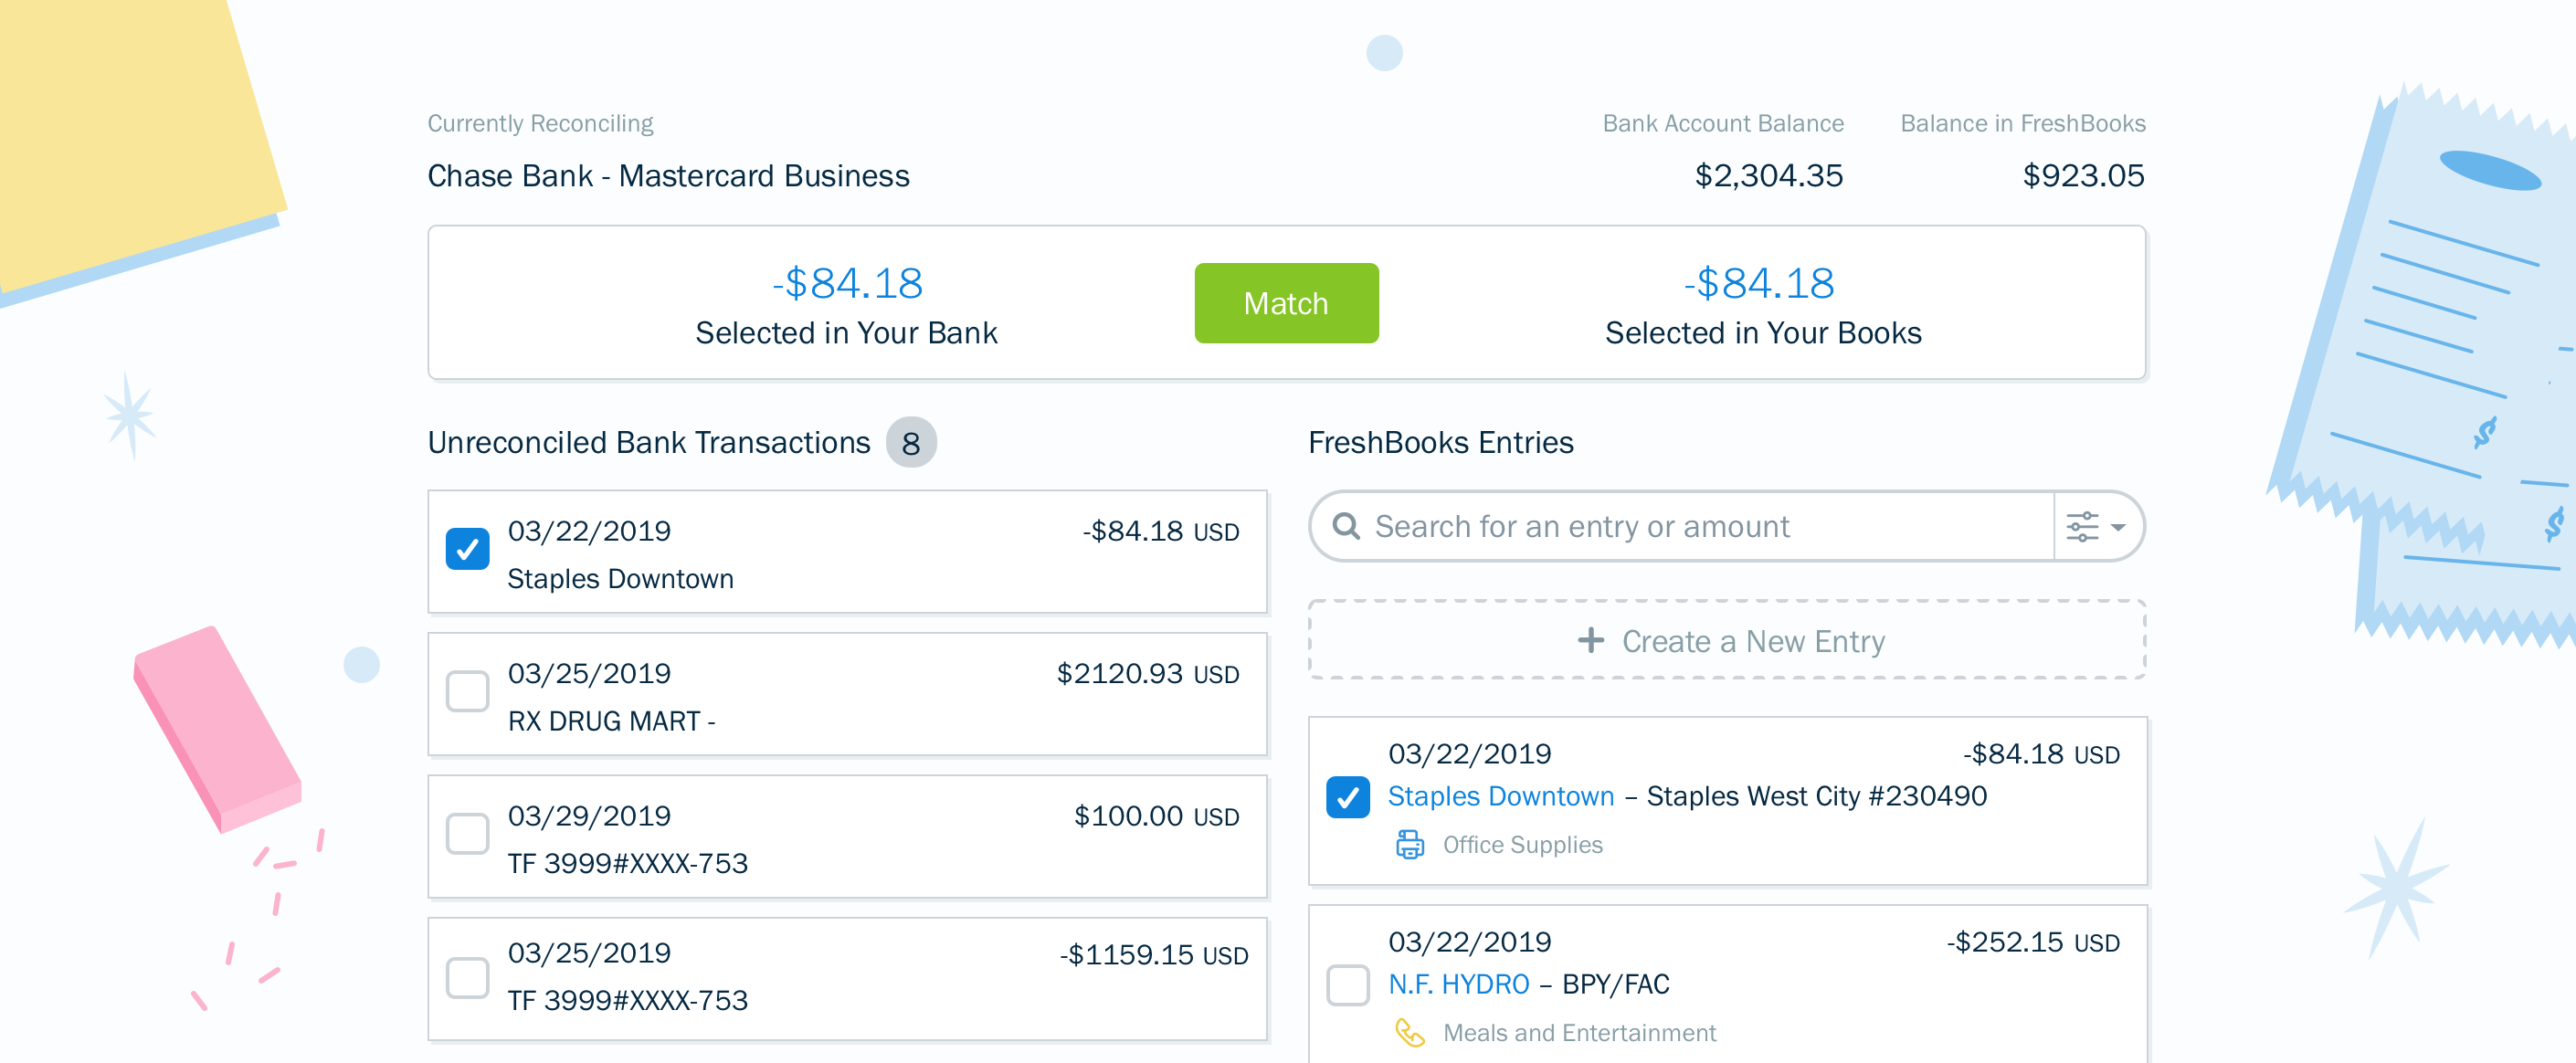 Currently Reconciling
Chase Bank - Mastercard Business
Bank Account Balance
$2,304.35
Balance in FreshBooks
$923.05
-$84.18
Selected in Your Bank
Match
-$84.18
Selected in Your Books
Unreconciled Bank Transactions 8
03/22/2019 -$84.18 USD
Staples Downtown
03/25/2019 $2120.93 USD
RX DRUG MART -
03/29/2019 $100.00 USD
TF 3999#XXXX-753
03/25/2019 -$1159.15 USD
TF 3999#XXXX-753
FreshBooks Entries
Search for an entry or amount
+ Create a New Entry
03/22/2019 -$84.18 USD
Staples Downtown – Staples West City #230490
Office Supplies
03/22/2019 -$252.15 USD
N.F. HYDRO – BPY/FAC
Meals and Entertainment
$
$